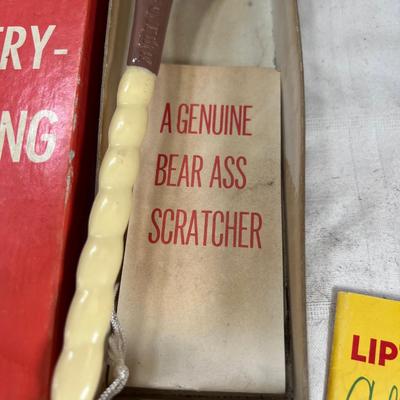 RY-
NG
A GENUINE
BEAR ASS
SCRATCHER
LIP